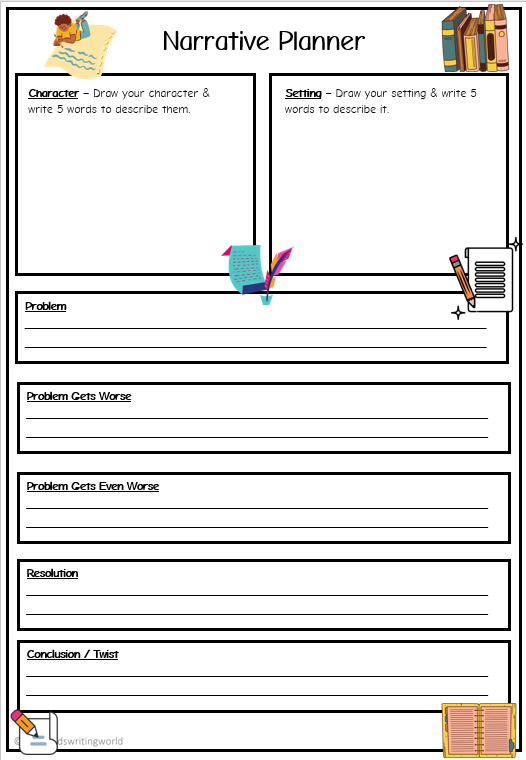 Narrative Planner
Character – Draw your character &
write 5 words to describe them.
Setting – Draw your setting & write 5
words to describe it.
Problem
Problem Gets Worse
Problem Gets Even Worse
Resolution
Conclusion / Twist
©
dswritingworld